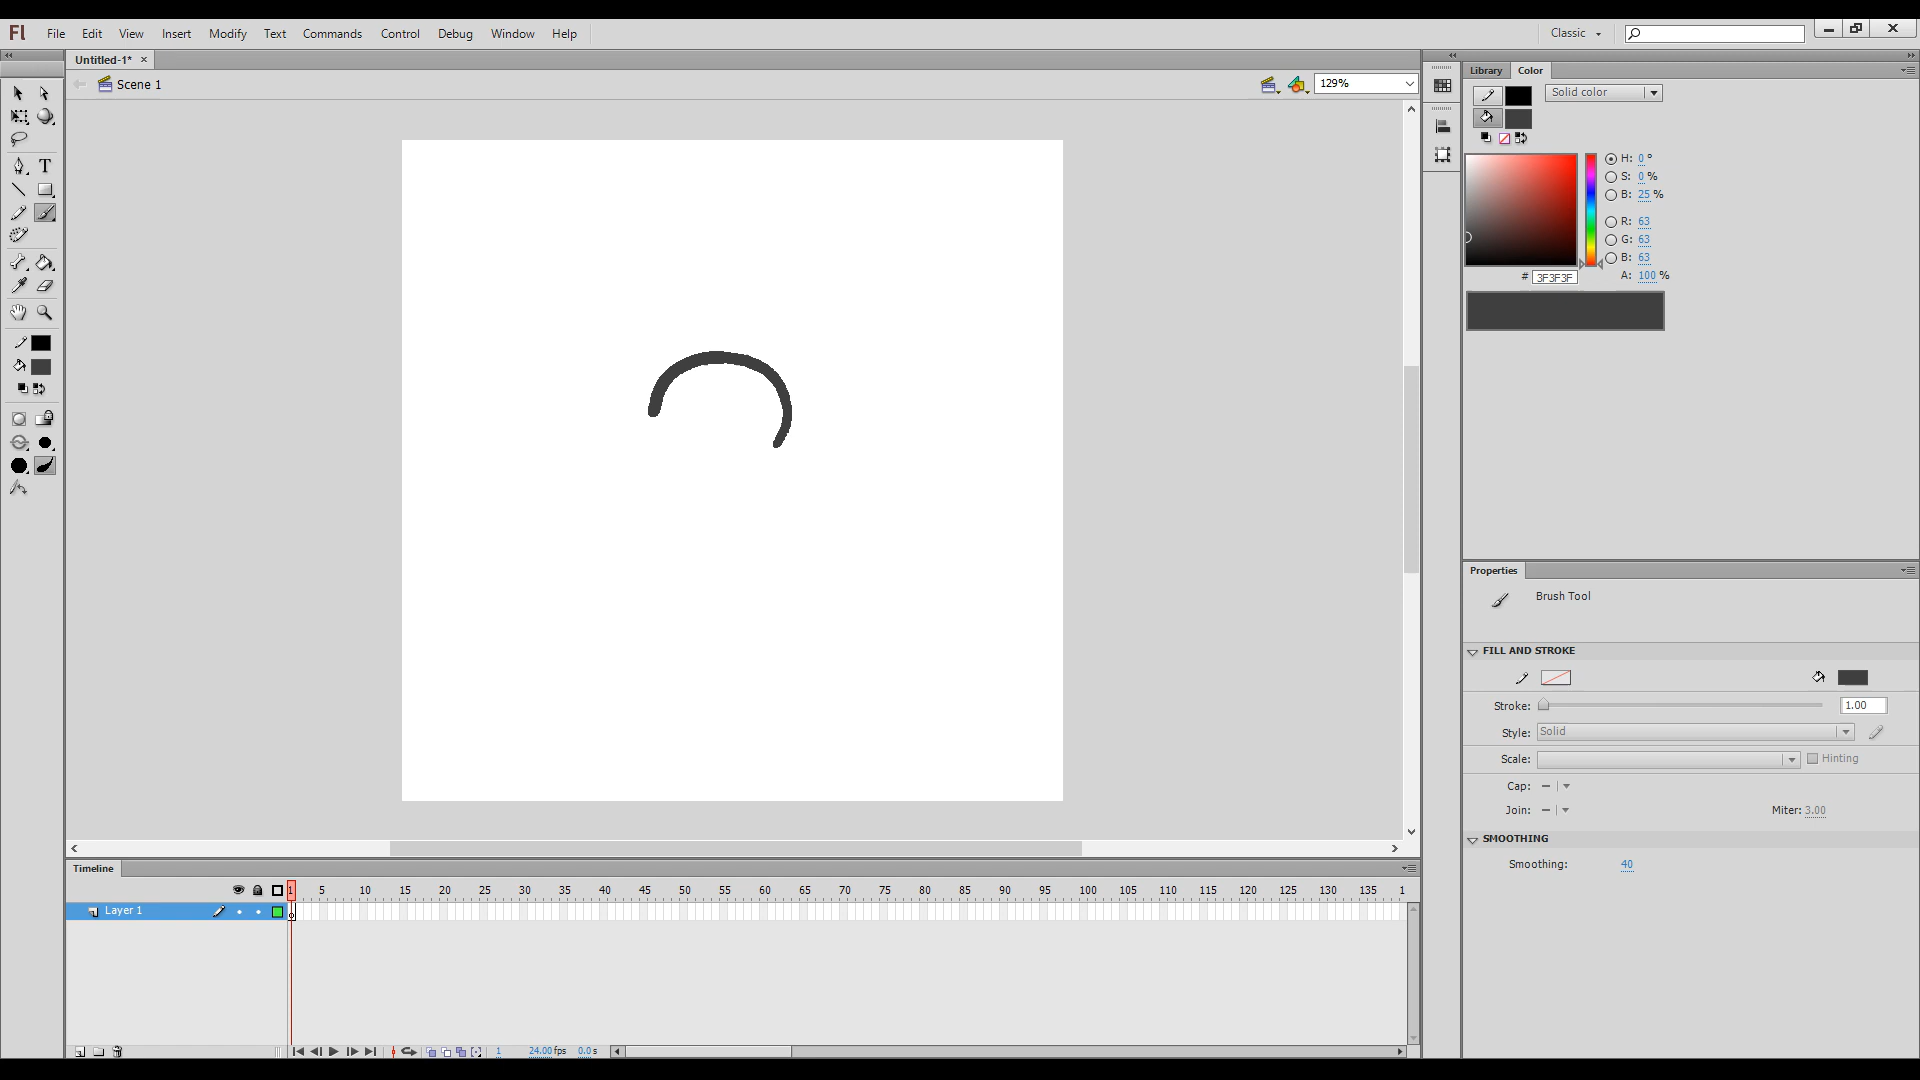 Fl File Edit View Insert Modify Text Commands Control Debug Window Help Classic
Untitled-1* ×
Scene 1 129%
T
Library Color
Solid color
H: 0 °
S: 0 %
B: 25 %
R: 63
G: 63
B: 63
# 3F3F3F A: 100 %
Properties
Brush Tool
FILL AND STROKE
Stroke: 1.00
Style: Solid
Scale: Hinting
Cap:
Join: Miter: 3.00
SMOOTHING
Smoothing: 40
Timeline
1 5 10 15 20 25 30 35 40 45 50 55 60 65 70 75 80 85 90 95 100 105 110 115 120 125 130 135 1
Layer 1
1 24.00 fps 0.0 s